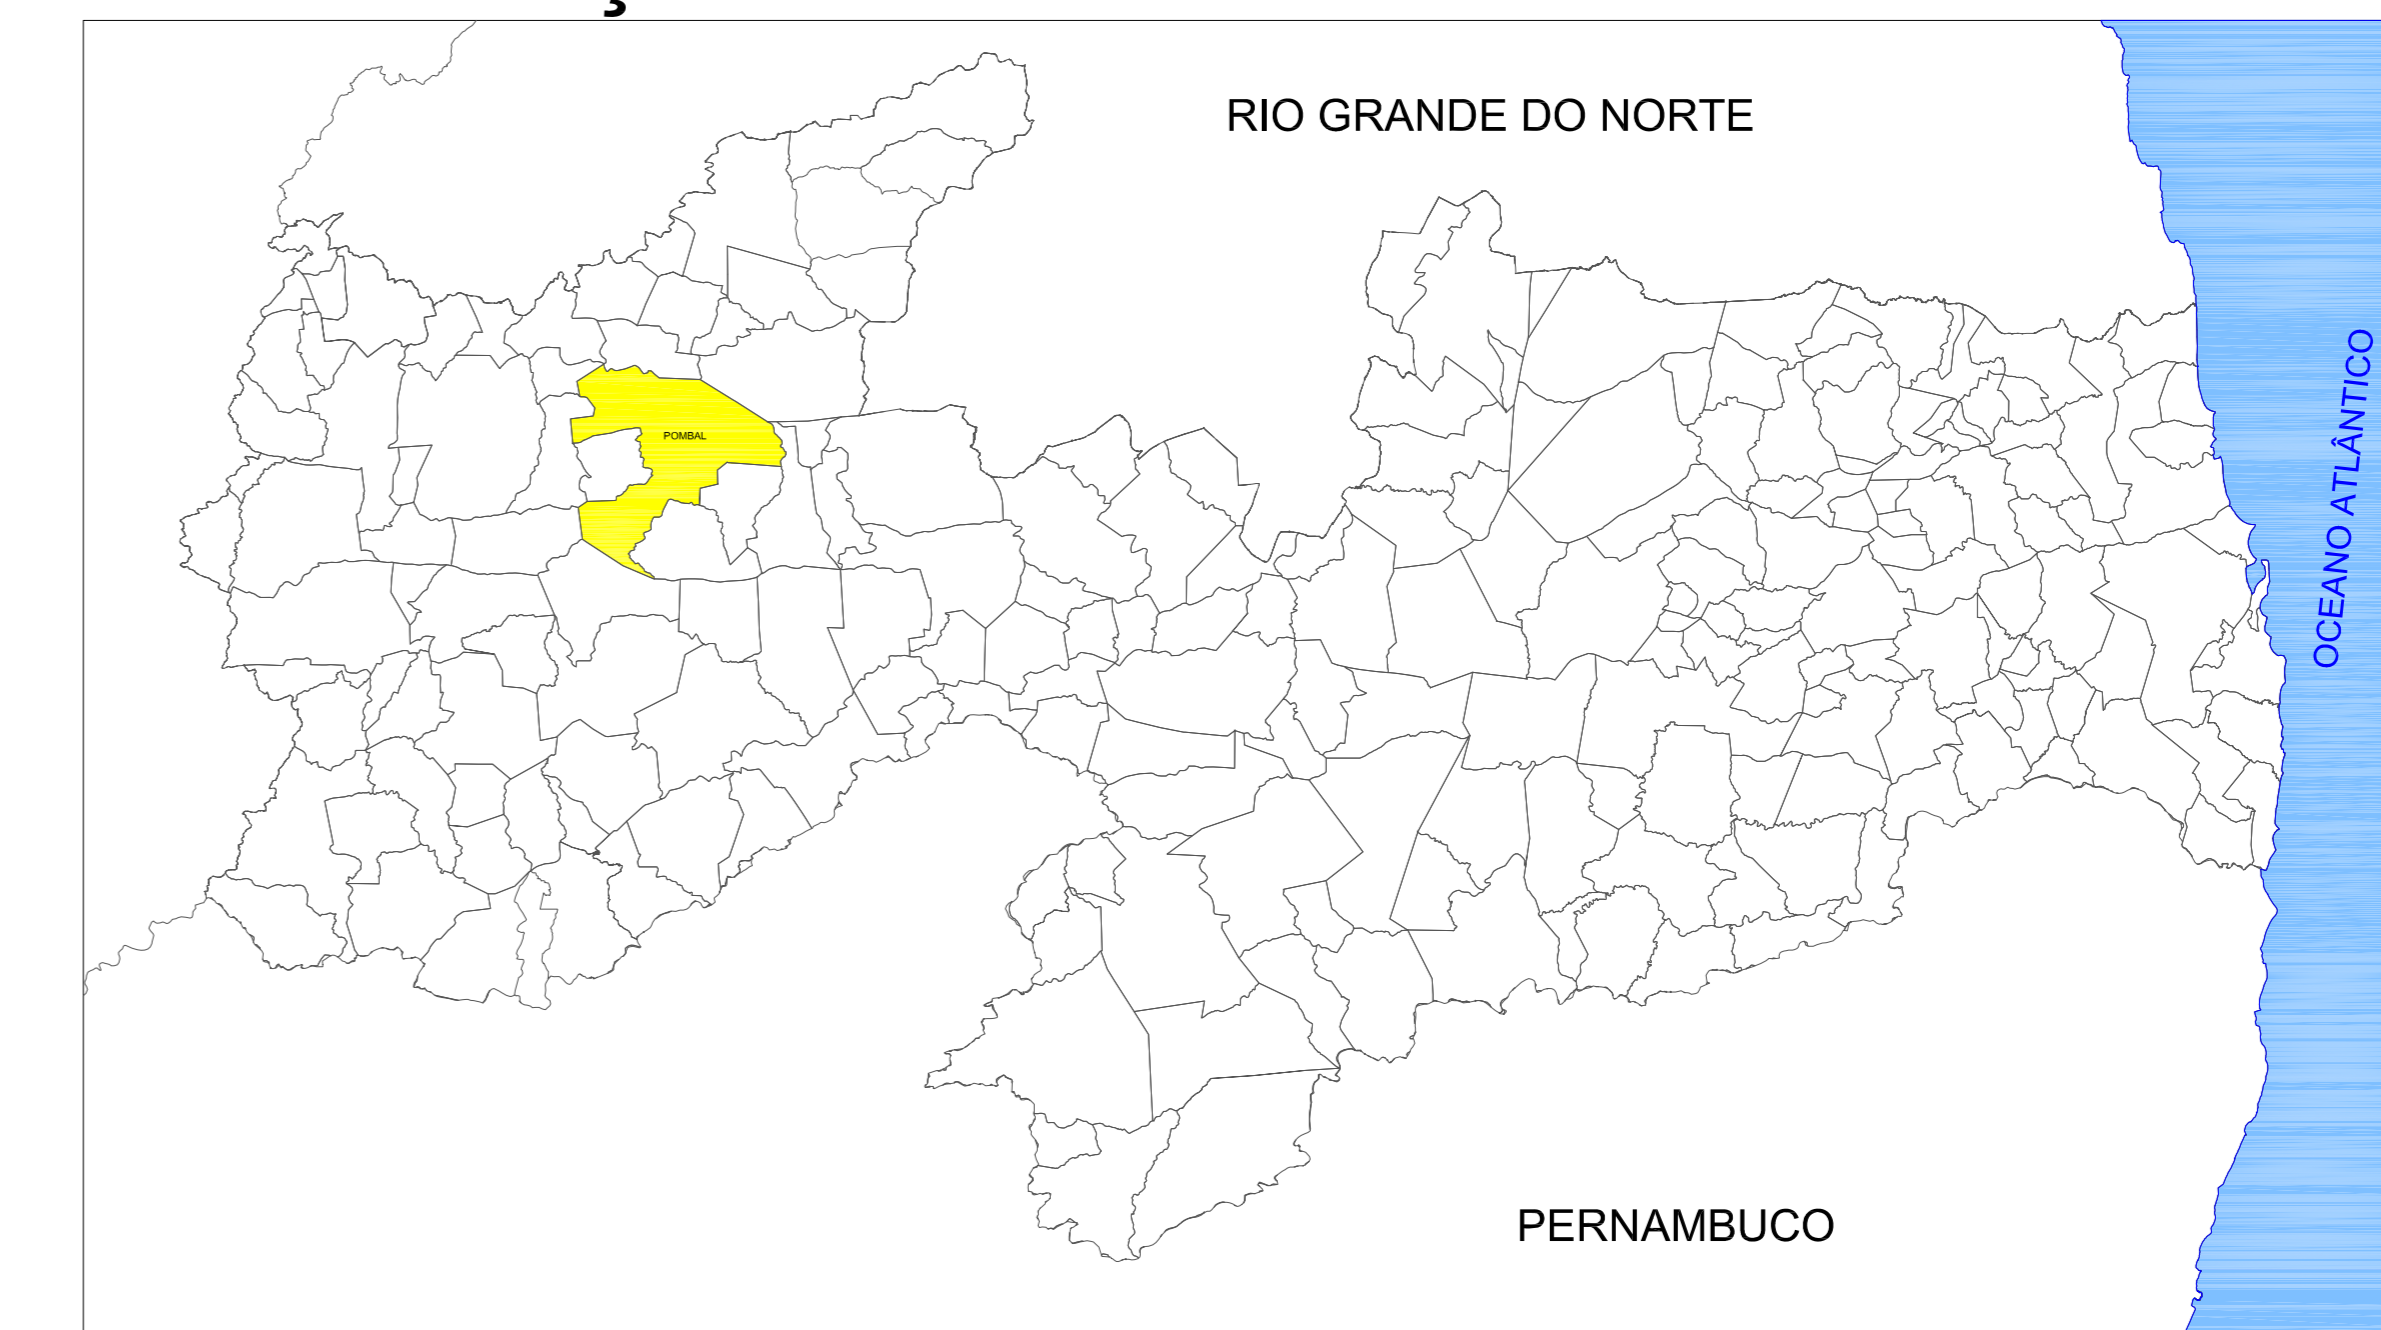 RIO GRANDE DO NORTE
OCEANO ATLÂNTICO
POMBAL
PERNAMBUCO